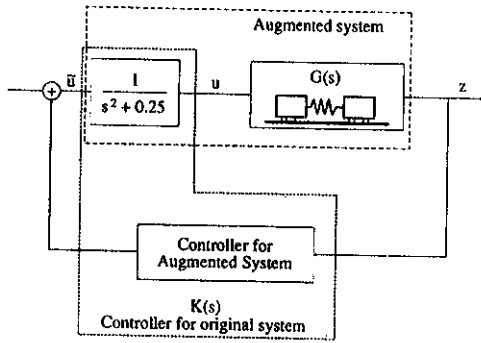 Augmented system
+
ũ
1
s² + 0.25
u
G(s)
z
Controller for
Augmented System
K(s)
Controller for original system